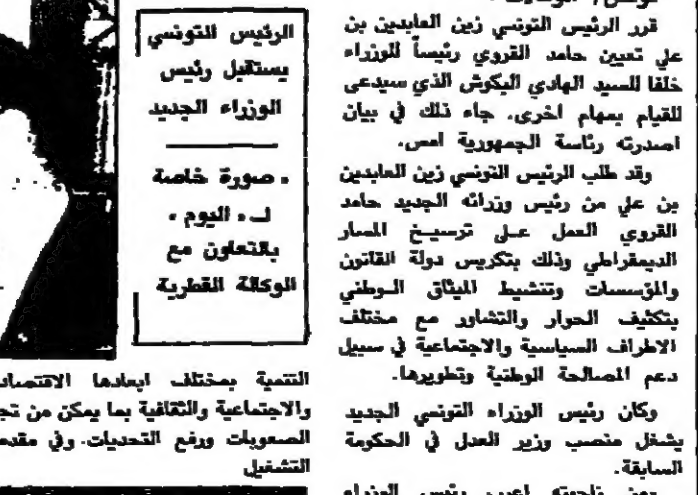 قرر الرئيس التونسي زين العابدين بن
علي تعيين حامد القروي رئيساً للوزراء
خلفا للسيد الهادي البكوش الذي سيدعى
للقيام بمهام اخرى. جاء ذلك في بيان
اصدرته رئاسة الجمهورية امس.
وقد طلب الرئيس التونسي زين العابدين
بن علي من رئيس وزرائه الجديد حامد
القروي العمل على ترسيخ المسار
الديمقراطي وذلك بتكريس دولة القانون
والمؤسسات وتنشيط الميثاق الوطني
بتكثيف الحوار والتشاور مع مختلف
الاطراف السياسية والاجتماعية في سبيل
دعم المصالحة الوطنية وتطويرها.
وكان رئيس الوزراء التونسي الجديد
يشغل منصب وزير العدل في الحكومة
السابقة.
ومن ناحيته اعرب رئيس الوزراء
الرئيس التونسي
يستقبل رئيس
الوزراء الجديد
، صورة خاصة
لـ ، اليوم ،
بالتعاون مع
الوكالة القطرية
التنمية بمختلف ابعادها
والاجتماعية والثقافية بما يمكن من
الصعوبات ورفع التحديات. وفي
التشغيل